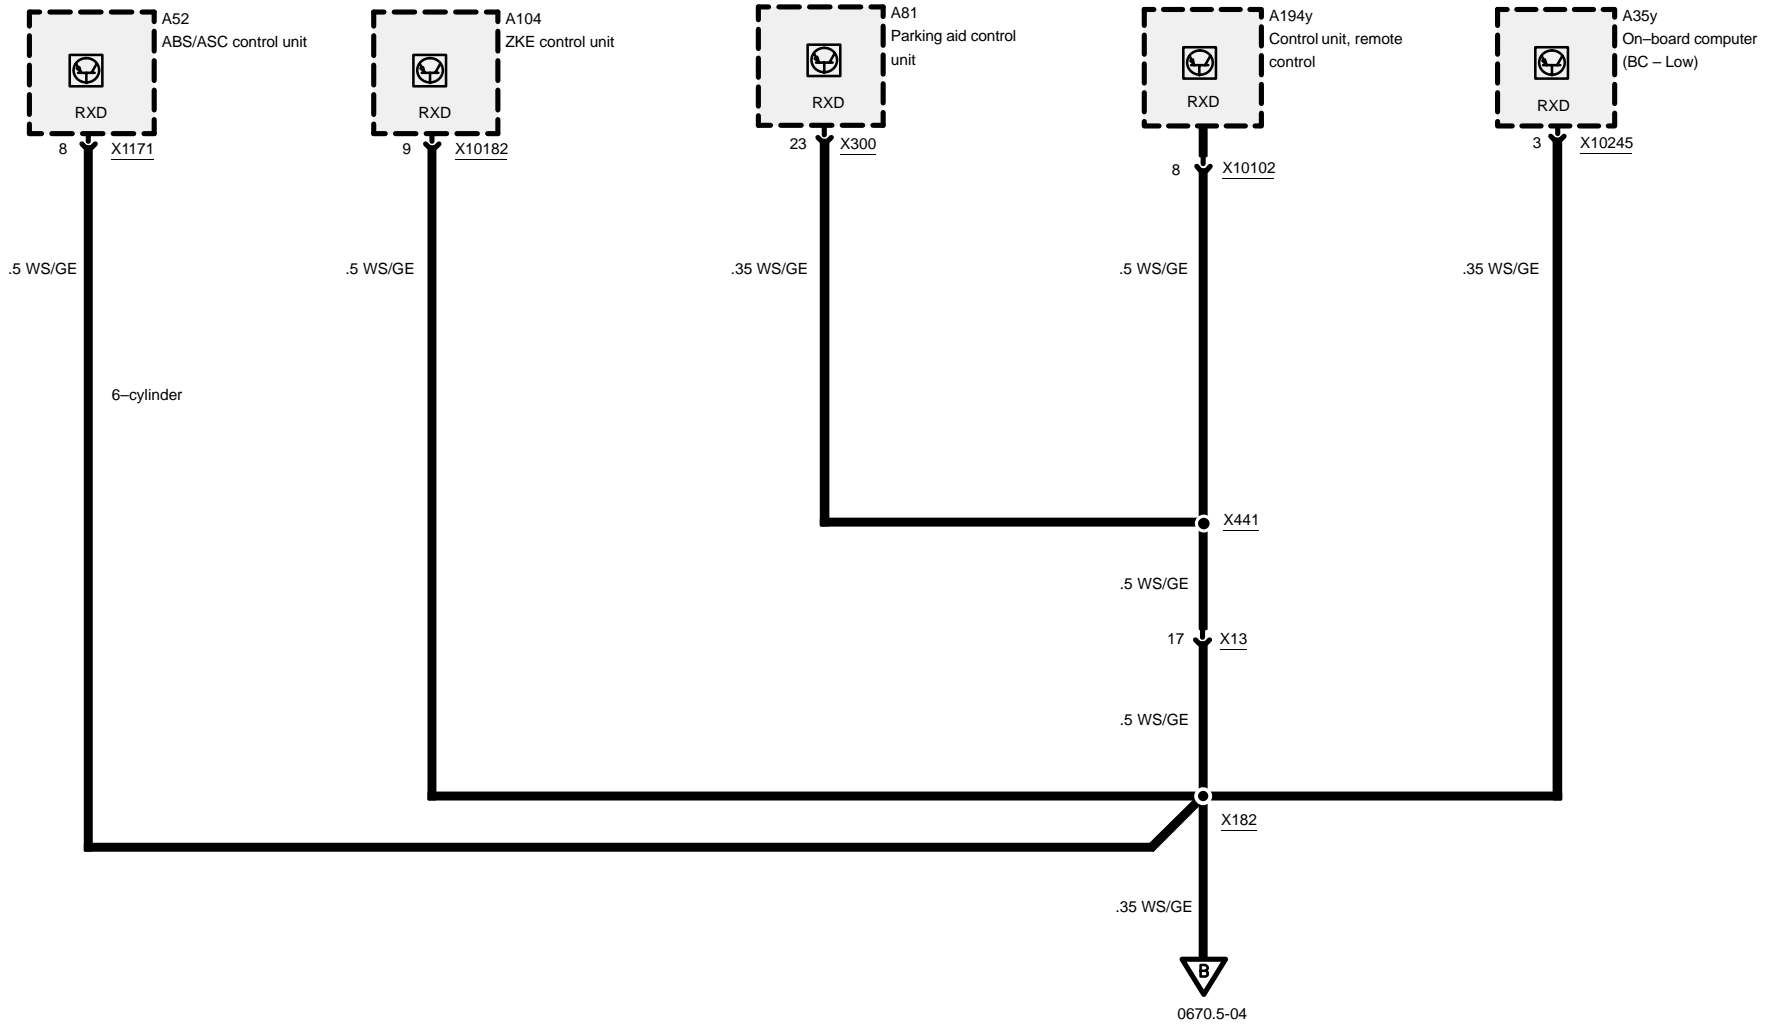 A52
ABS/ASC control unit
RXD
8
X1171
A104
ZKE control unit
RXD
9
X10182
A81
Parking aid control
unit
RXD
23
X300
A194y
Control unit, remote
control
RXD
8
X10102
A35y
On–board computer
(BC – Low)
RXD
3
X10245
.5 WS/GE
.5 WS/GE
.35 WS/GE
.5 WS/GE
.35 WS/GE
6–cylinder
X441
.5 WS/GE
17
X13
.5 WS/GE
X182
.35 WS/GE
B
0670.5-04